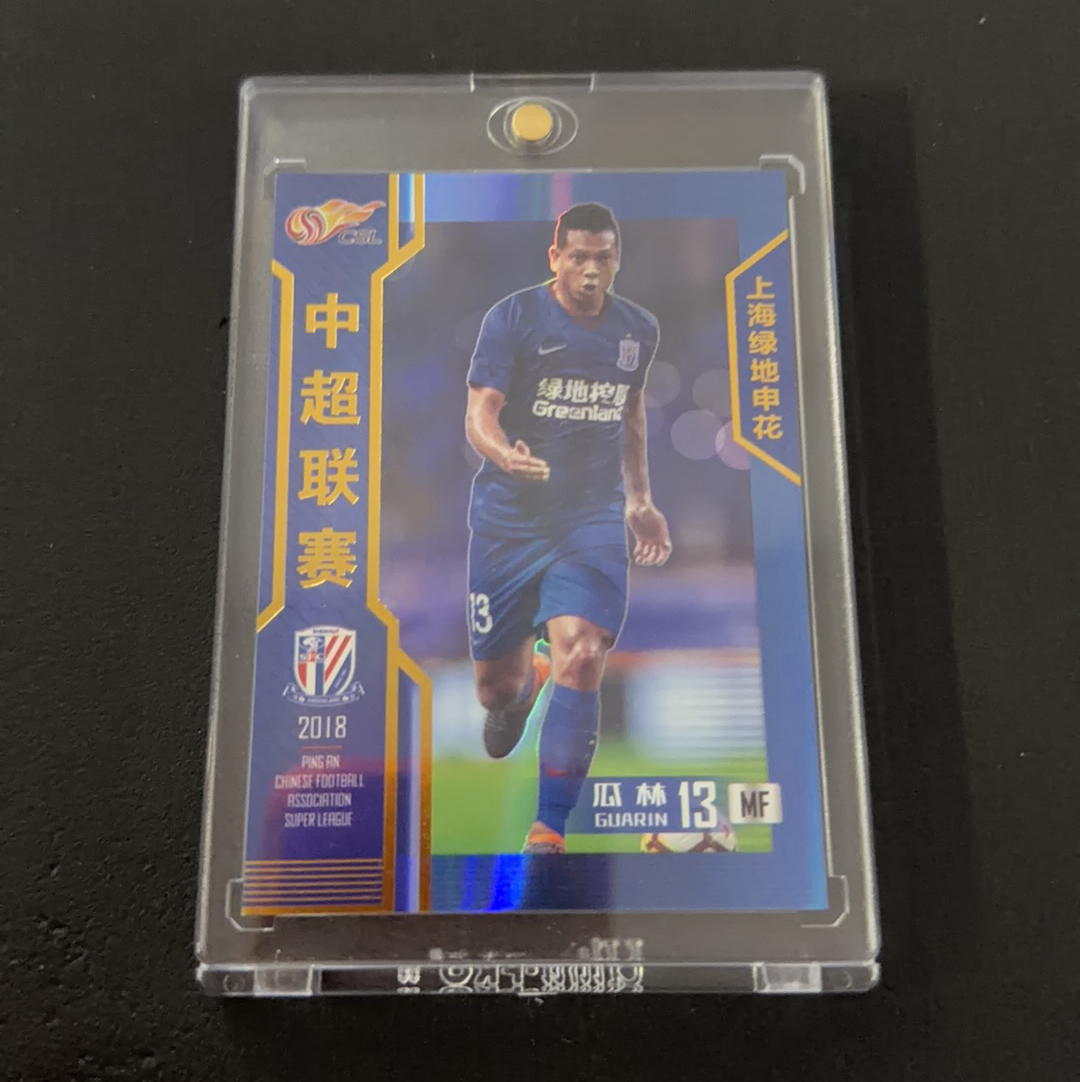 CSL
中超联赛
SFC
2018
PING AN
CHINESE FOOTBALL
ASSOCIATION
SUPER LEAGUE
上海绿地申花
绿地控
Greenland
13
瓜林
GUARIN
13
MF